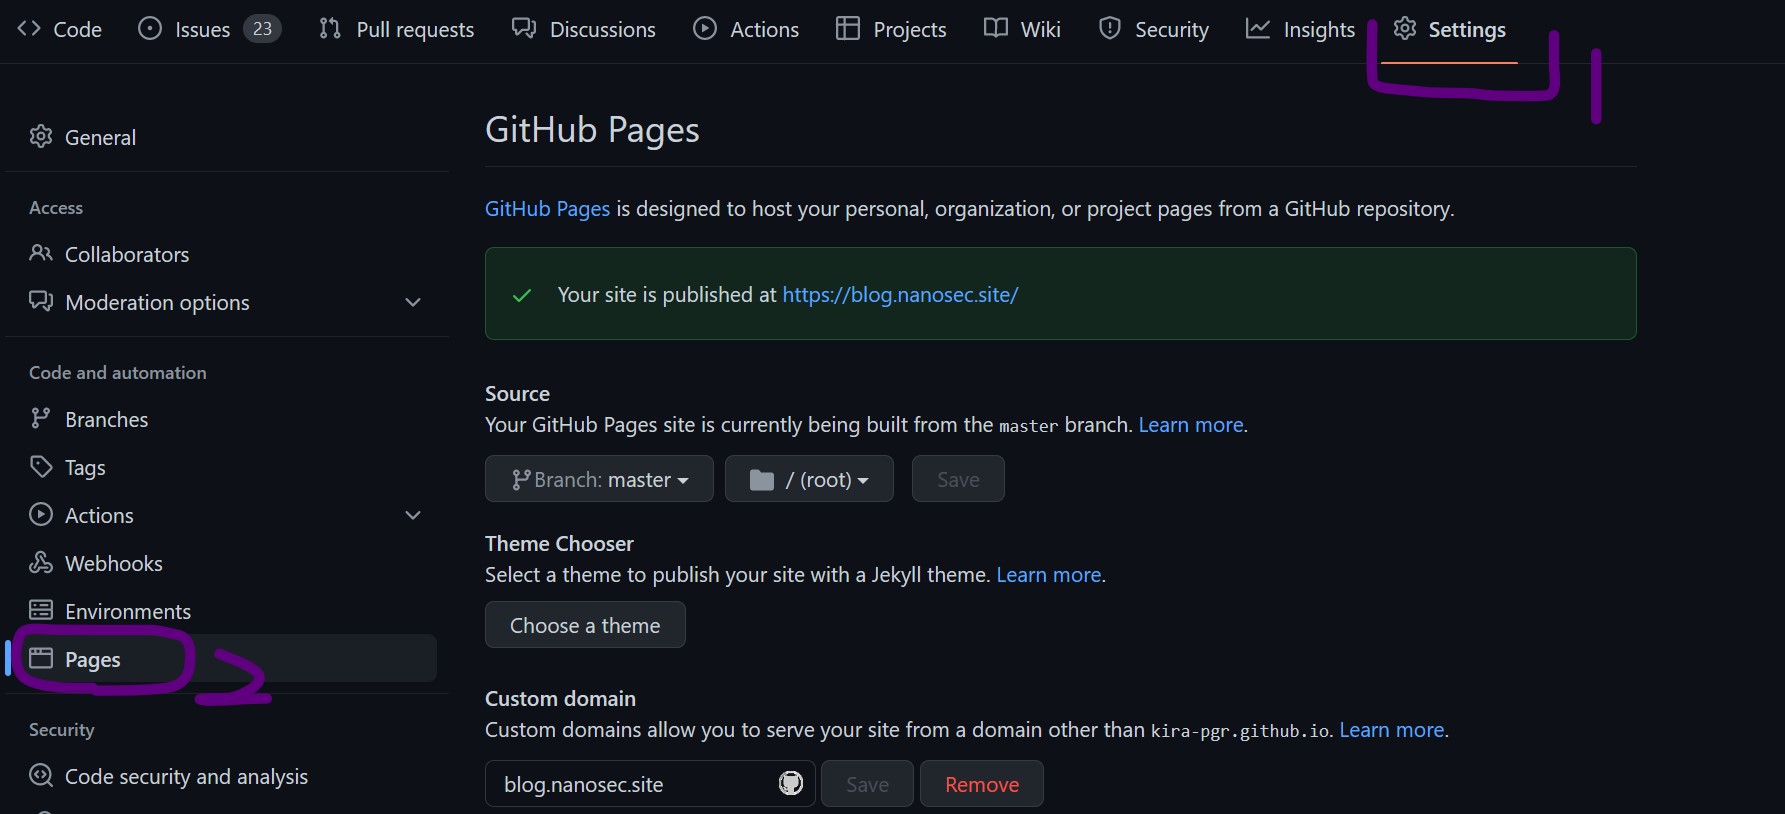 Code Issues 23 Pull requests Discussions Actions Projects Wiki Security Insights Settings
1
General
Access
Collaborators
Moderation options
Code and automation
Branches
Tags
Actions
Webhooks
Environments
Pages
2
Security
Code security and analysis
GitHub Pages
GitHub Pages is designed to host your personal, organization, or project pages from a GitHub repository.
Your site is published at https://blog.nanosec.site/
Source
Your GitHub Pages site is currently being built from the master branch. Learn more.
Branch: master / (root) Save
Theme Chooser
Select a theme to publish your site with a Jekyll theme. Learn more.
Choose a theme
Custom domain
Custom domains allow you to serve your site from a domain other than kira-pgr.github.io. Learn more.
blog.nanosec.site Save Remove